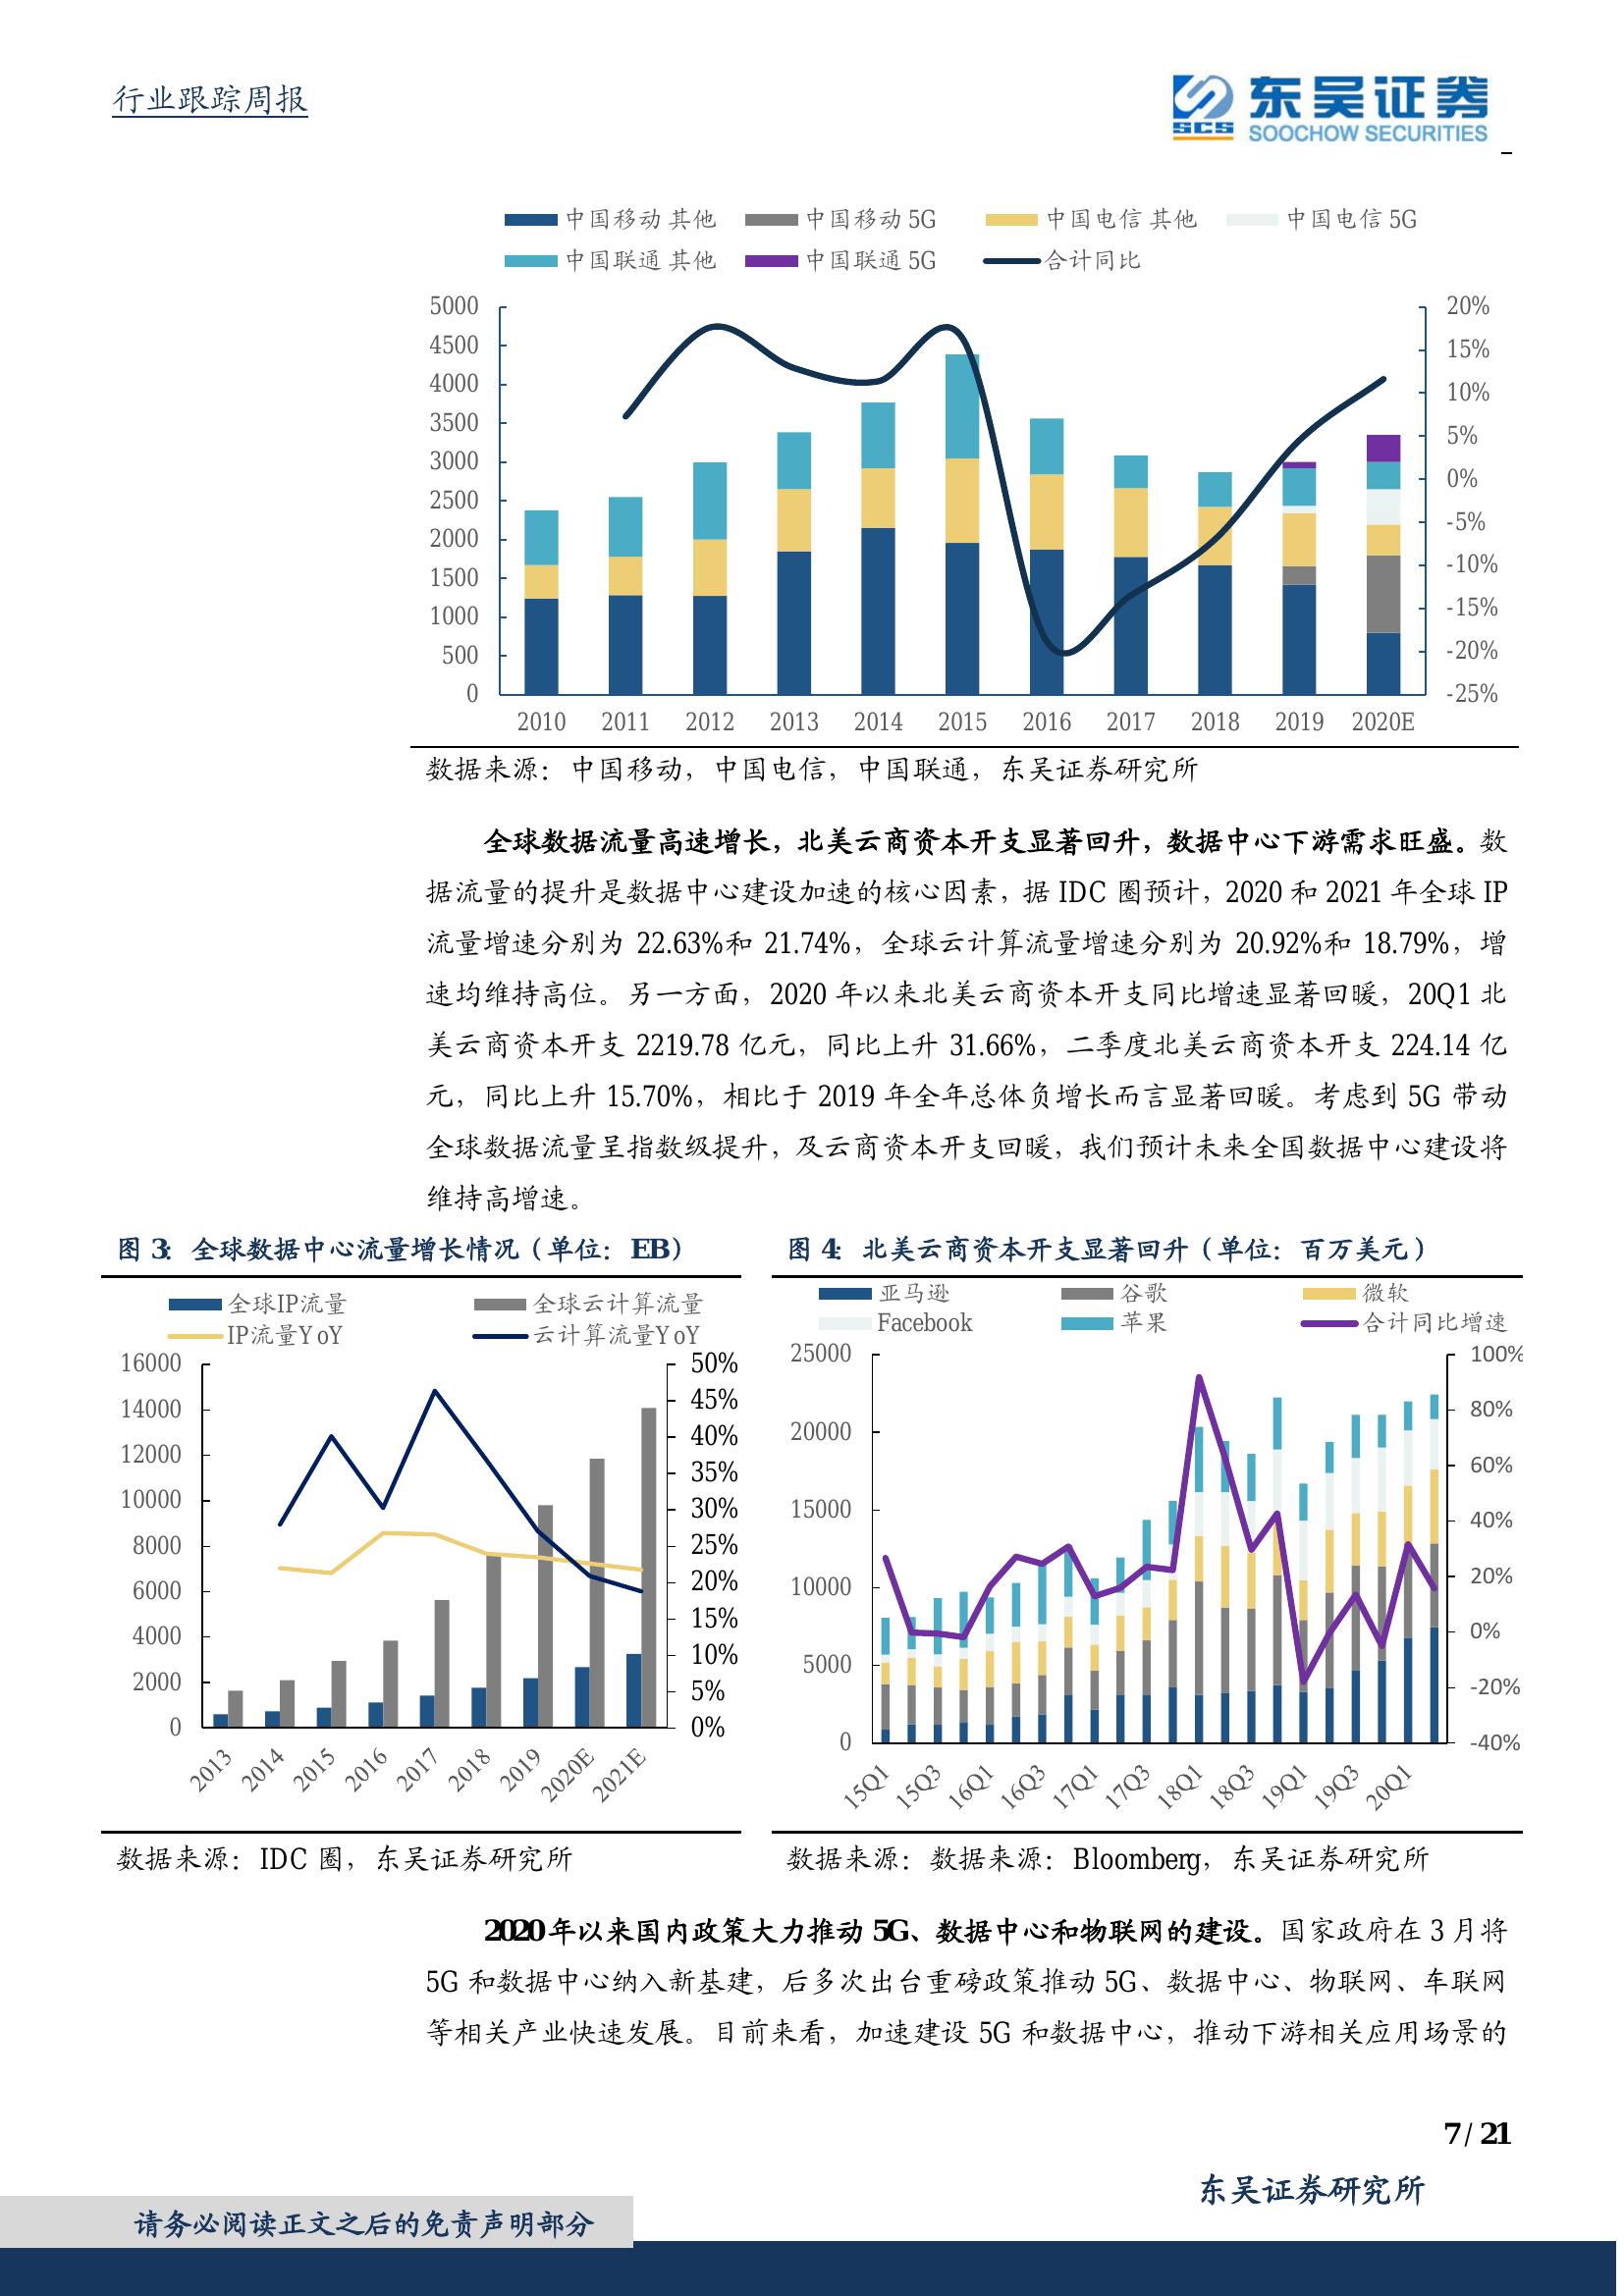 行业跟踪周报
SCS 东吴证券
SOOCHOW SECURITIES
中国移动 其他 中国移动 5G 中国电信 其他 中国电信 5G
中国联通 其他 中国联通 5G 合计同比
5000 20%
4500 15%
4000 10%
3500 5%
3000 0%
2500 -5%
2000 -10%
1500 -15%
1000 -20%
500 -25%
0
2010 2011 2012 2013 2014 2015 2016 2017 2018 2019 2020E
数据来源：中国移动，中国电信，中国联通，东吴证券研究所
全球数据流量高速增长，北美云商资本开支显著回升，数据中心下游需求旺盛。数
据流量的提升是数据中心建设加速的核心因素，据 IDC 圈预计，2020 和 2021 年全球 IP
流量增速分别为 22.63%和 21.74%，全球云计算流量增速分别为 20.92%和 18.79%，增
速均维持高位。另一方面，2020 年以来北美云商资本开支同比增速显著回暖，20Q1 北
美云商资本开支 2219.78 亿元，同比上升 31.66%，二季度北美云商资本开支 224.14 亿
元，同比上升 15.70%，相比于 2019 年全年总体负增长而言显著回暖。考虑到 5G 带动
全球数据流量呈指数级提升，及云商资本开支回暖，我们预计未来全国数据中心建设将
维持高增速。
图 3：全球数据中心流量增长情况（单位：EB）
全球IP流量 全球云计算流量
IP流量YoY 云计算流量YoY
16000 50%
14000 45%
12000 40%
10000 35%
8000 30%
6000 25%
4000 20%
2000 15%
0 10%
5%
0%
2013 2014 2015 2016 2017 2018 2019 2020E 2021E
数据来源：IDC 圈，东吴证券研究所
图 4：北美云商资本开支显著回升（单位：百万美元）
亚马逊 谷歌 微软
Facebook 苹果 合计同比增速
25000 100%
20000 80%
15000 60%
10000 40%
5000 20%
0 0%
-20%
-40%
15Q1 15Q3 16Q1 16Q3 17Q1 17Q3 18Q1 18Q3 19Q1 19Q3 20Q1
数据来源：数据来源：Bloomberg，东吴证券研究所
2020 年以来国内政策大力推动 5G、数据中心和物联网的建设。国家政府在 3 月将
5G 和数据中心纳入新基建，后多次出台重磅政策推动 5G、数据中心、物联网、车联网
等相关产业快速发展。目前来看，加速建设 5G 和数据中心，推动下游相关应用场景的
7 / 21
东吴证券研究所
请务必阅读正文之后的免责声明部分